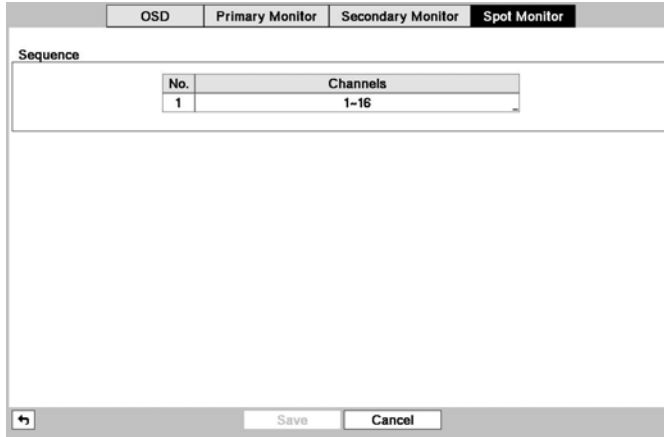 OSD Primary Monitor Secondary Monitor Spot Monitor
Sequence
No. Channels
1 1~16
Save Cancel